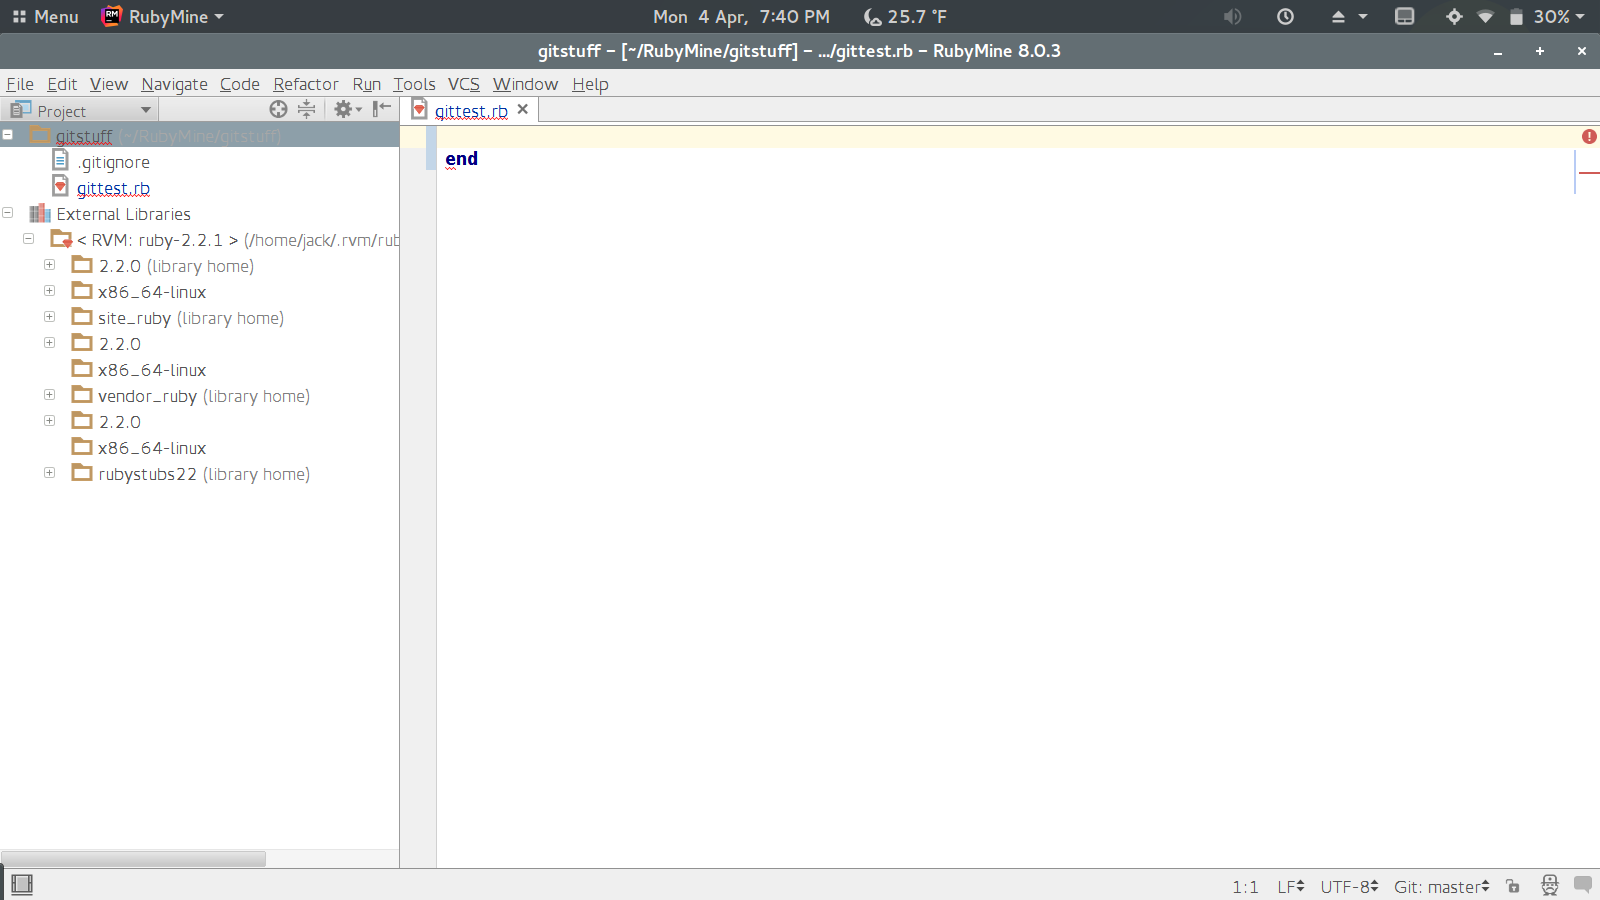 Menu RubyMine Mon 4 Apr, 7:40 PM 25.7 °F 30%
gitstuff – [~/RubyMine/gitstuff] – .../gittest.rb – RubyMine 8.0.3
File Edit View Navigate Code Refactor Run Tools VCS Window Help
Project
gittest.rb
gitstuff (~/RubyMine/gitstuff)
end
.gitignore
gittest.rb
External Libraries
< RVM: ruby-2.2.1 > (/home/jack/.rvm/rub
2.2.0 (library home)
x86_64-linux
site_ruby (library home)
2.2.0
x86_64-linux
vendor_ruby (library home)
2.2.0
x86_64-linux
rubystubs22 (library home)
1:1 LF UTF-8 Git: master